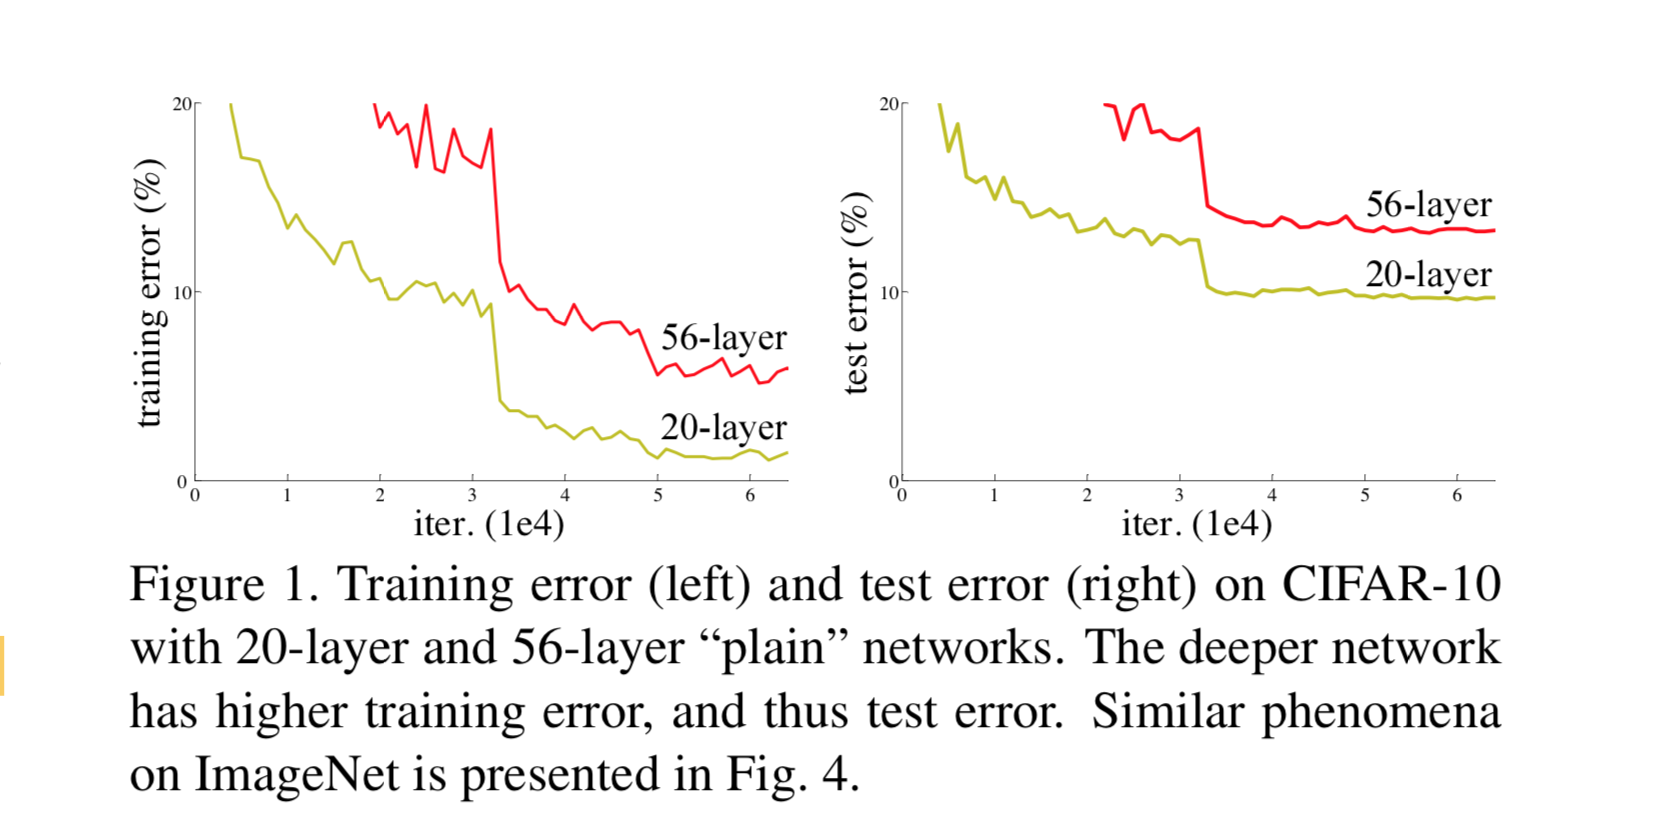 20
10
0
training error (%)
56-layer
20-layer
0 1 2 3 4 5 6
iter. (1e4)
20
10
0
test error (%)
56-layer
20-layer
0 1 2 3 4 5 6
iter. (1e4)
Figure 1. Training error (left) and test error (right) on CIFAR-10
with 20-layer and 56-layer “plain” networks. The deeper network
has higher training error, and thus test error. Similar phenomena
on ImageNet is presented in Fig. 4.